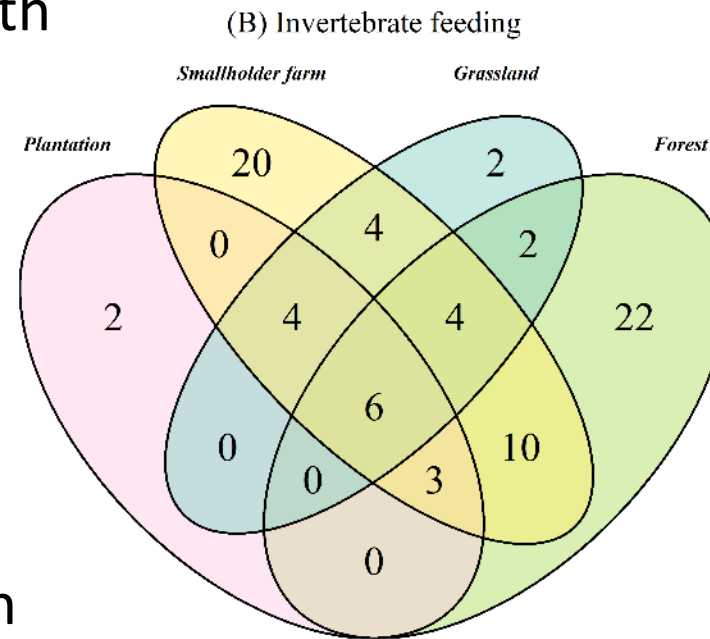 th
(B) Invertebrate feeding
Smallholder farm Grassland
Plantation Forest
20 2
0 4 2
2 4 4 22
6
0 10
0 3
0
n